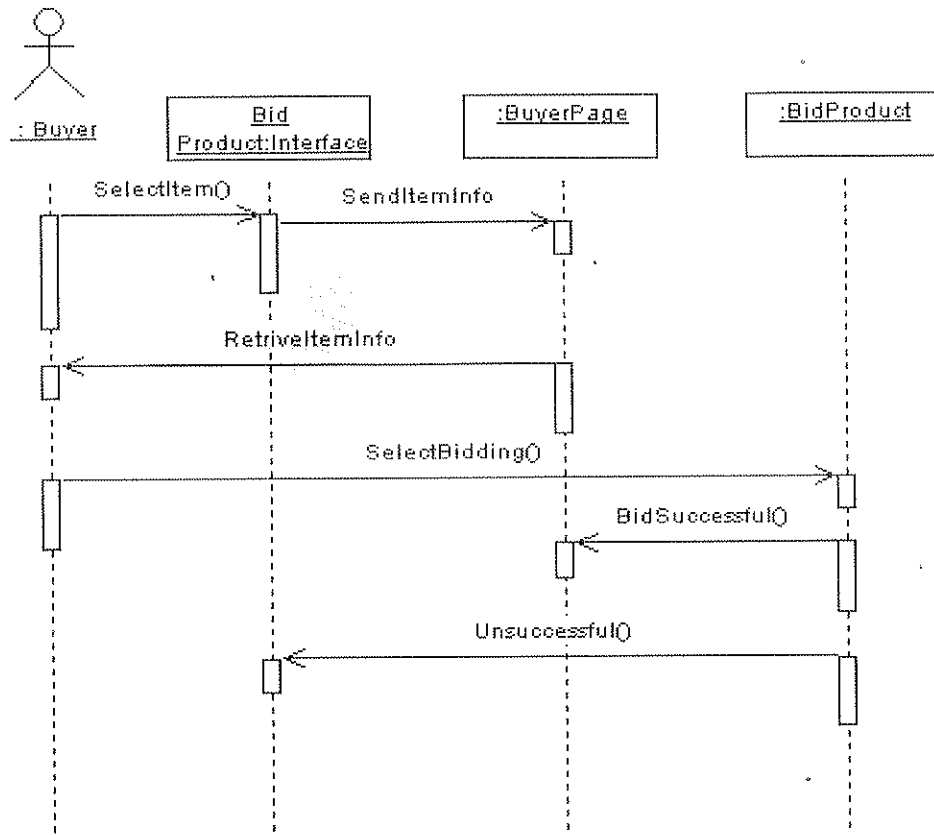 : Buyer
Bid
Product:Interface
:BuyerPage
:BidProduct
SelectItem()
SendItemInfo
RetriveItemInfo
SelectBidding()
BidSuccessful()
Unsuccessful()